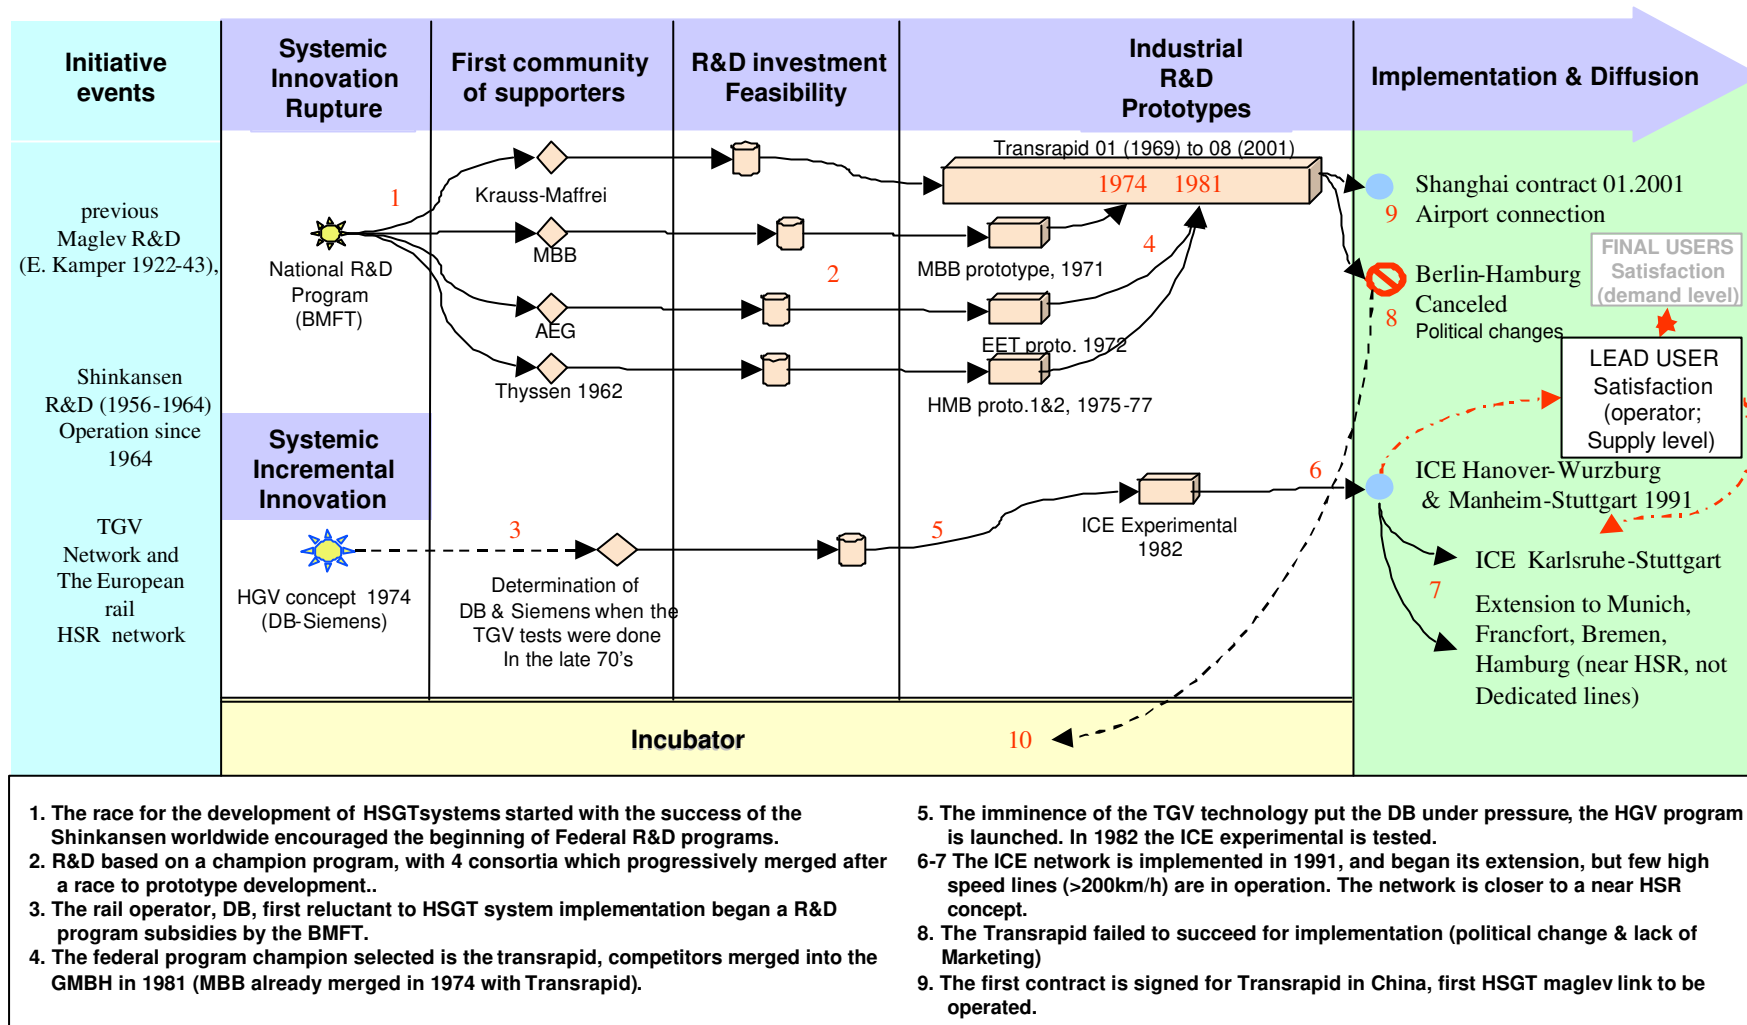 Initiative
events
Systemic
Innovation
Rupture
First community
of supporters
R&D investment
Feasibility
Industrial
R&D
Prototypes
Implementation & Diffusion
previous
Maglev R&D
(E. Kamper 1922-43),
Shinkansen
R&D (1956-1964)
Operation since
1964
TGV
Network and
The European
rail
HSR network
1
National R&D
Program
(BMFT)
Krauss-Maffrei
MBB
AEG
Thyssen 1962
2
Transrapid 01 (1969) to 08 (2001)
1974 1981
MBB prototype, 1971
4
EET proto. 1972
HMB proto.1&2, 1975-77
Shanghai contract 01.2001
9 Airport connection
Berlin-Hamburg
Canceled
8
Political changes
FINAL USERS
Satisfaction
(demand level)
LEAD USER
Satisfaction
(operator;
Supply level)
Systemic
Incremental
Innovation
HGV concept 1974
(DB-Siemens)
3
Determination of
DB & Siemens when the
TGV tests were done
In the late 70's
5
ICE Experimental
1982
6
ICE Hanover-Wurzburg
& Manheim-Stuttgart 1991
ICE Karlsruhe-Stuttgart
7
Extension to Munich,
Francfort, Bremen,
Hamburg (near HSR, not
Dedicated lines)
Incubator
10
1. The race for the development of HSGTsystems started with the success of the
Shinkansen worldwide encouraged the beginning of Federal R&D programs.
2. R&D based on a champion program, with 4 consortia which progressively merged after
a race to prototype development..
3. The rail operator, DB, first reluctant to HSGT system implementation began a R&D
program subsidies by the BMFT.
4. The federal program champion selected is the transrapid, competitors merged into the
GMBH in 1981 (MBB already merged in 1974 with Transrapid).
5. The imminence of the TGV technology put the DB under pressure, the HGV program
is launched. In 1982 the ICE experimental is tested.
6-7 The ICE network is implemented in 1991, and began its extension, but few high
speed lines (>200km/h) are in operation. The network is closer to a near HSR
concept.
8. The Transrapid failed to succeed for implementation (political change & lack of
Marketing)
9. The first contract is signed for Transrapid in China, first HSGT maglev link to be
operated.